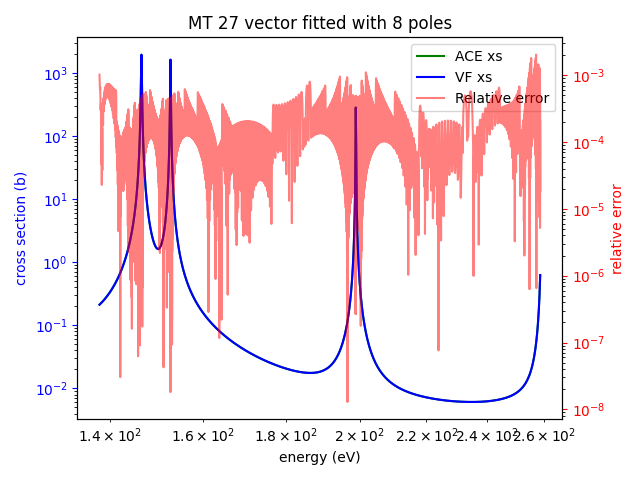 MT 27 vector fitted with 8 poles
ACE xs
VF xs
Relative error
10³
10²
10¹
10⁰
10⁻¹
10⁻²
cross section (b)
10⁻³
10⁻⁴
10⁻⁵
10⁻⁶
10⁻⁷
10⁻⁸
relative error
1.4 × 10² 1.6 × 10² 1.8 × 10² 2 × 10² 2.2 × 10² 2.4 × 10² 2.6 × 10²
energy (eV)